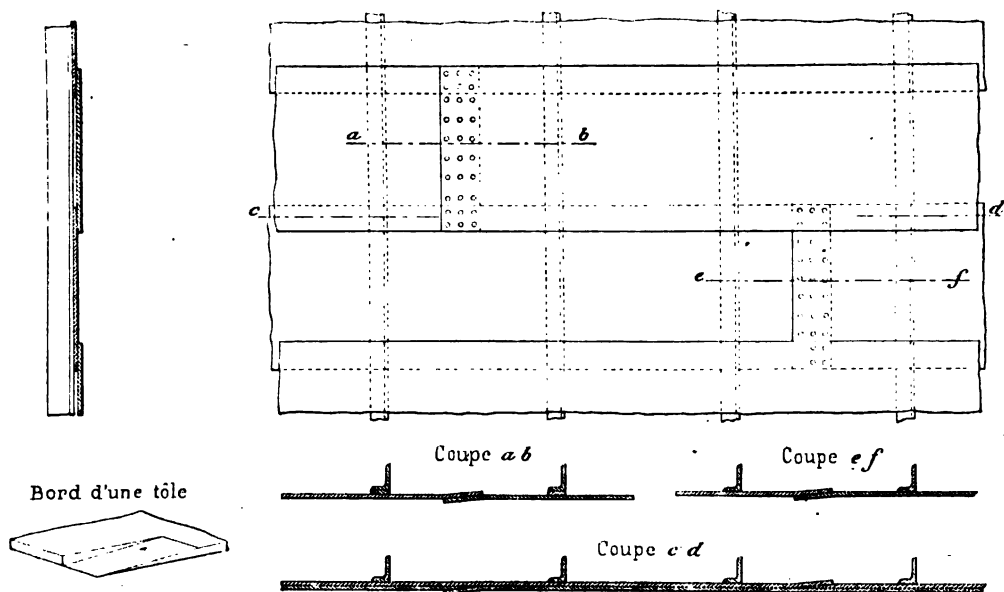 a b
c d
e f
Coupe a b
Coupe e f
Bord d'une tôle
Coupe c d